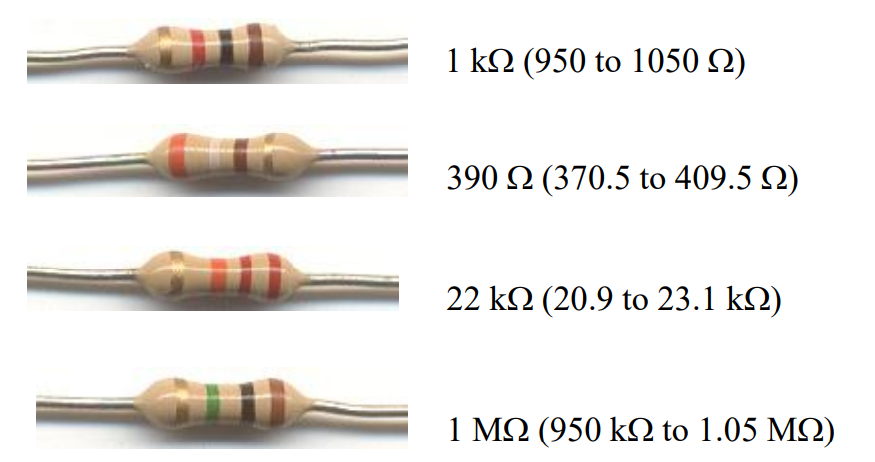 1 kΩ (950 to 1050 Ω)
390 Ω (370.5 to 409.5 Ω)
22 kΩ (20.9 to 23.1 kΩ)
1 MΩ (950 kΩ to 1.05 MΩ)